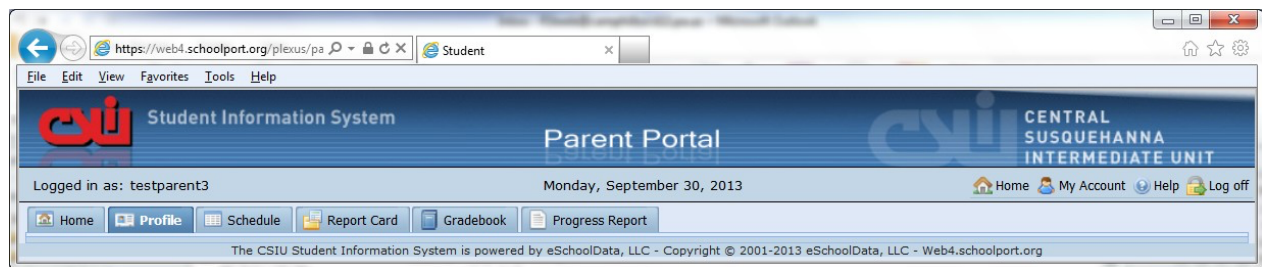 https://web4.schoolport.org/plexus/pa
Student
File Edit View Favorites Tools Help
CSIU Student Information System
Parent Portal
CENTRAL
SUSQUEHANNA
INTERMEDIATE UNIT
Logged in as: testparent3 Monday, September 30, 2013 Home My Account Help Log off
Home Profile Schedule Report Card Gradebook Progress Report
The CSIU Student Information System is powered by eSchoolData, LLC - Copyright © 2001-2013 eSchoolData, LLC - Web4.schoolport.org